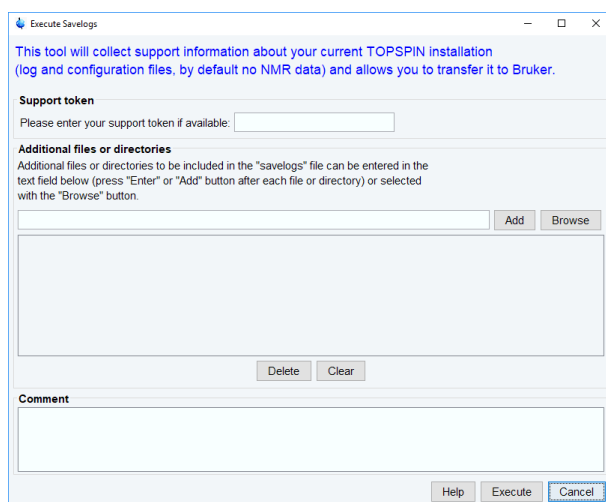 Execute Savelogs
This tool will collect support information about your current TOPSPIN installation
(log and configuration files, by default no NMR data) and allows you to transfer it to Bruker.
Support token
Please enter your support token if available:
Additional files or directories
Additional files or directories to be included in the "savelogs" file can be entered in the
text field below (press "Enter" or "Add" button after each file or directory) or selected
with the "Browse" button.
Add Browse
Delete Clear
Comment
Help Execute Cancel